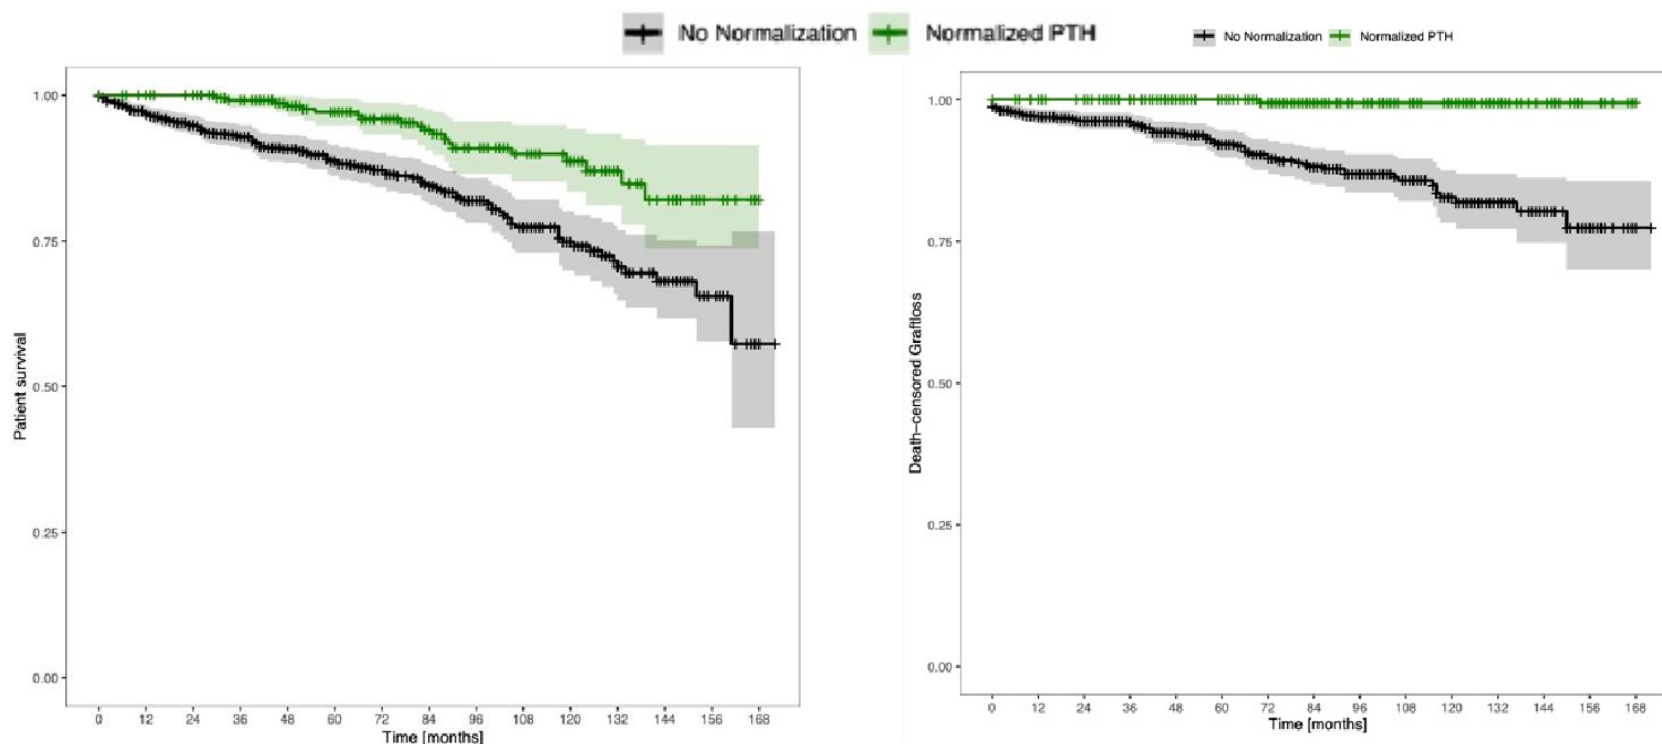 No Normalization Normalized PTH
No Normalization Normalized PTH
1.00
0.75
0.50
0.25
0.00
Patient survival
0 12 24 36 48 60 72 84 96 108 120 132 144 156 168
Time [months]
1.00
0.75
0.50
0.25
0.00
Death-censored Graftloss
0 12 24 36 48 60 72 84 96 108 120 132 144 156 168
Time [months]